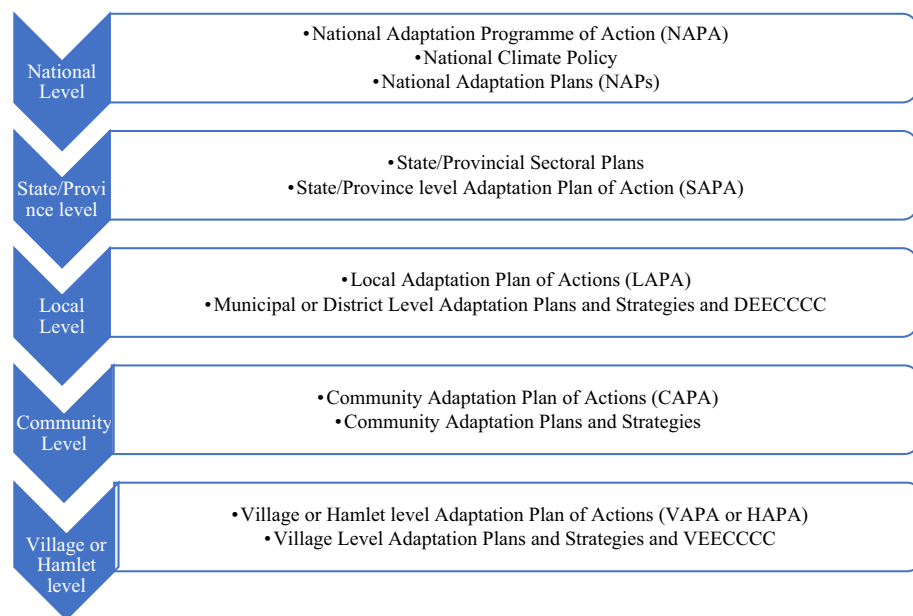 National
Level
•National Adaptation Programme of Action (NAPA)
•National Climate Policy
•National Adaptation Plans (NAPs)
State/Provi
nce level
•State/Provincial Sectoral Plans
•State/Province level Adaptation Plan of Action (SAPA)
Local
Level
•Local Adaptation Plan of Actions (LAPA)
•Municipal or District Level Adaptation Plans and Strategies and DEECCCC
Community
Level
•Community Adaptation Plan of Actions (CAPA)
•Community Adaptation Plans and Strategies
Village or
Hamlet
level
•Village or Hamlet level Adaptation Plan of Actions (VAPA or HAPA)
•Village Level Adaptation Plans and Strategies and VEECCCC